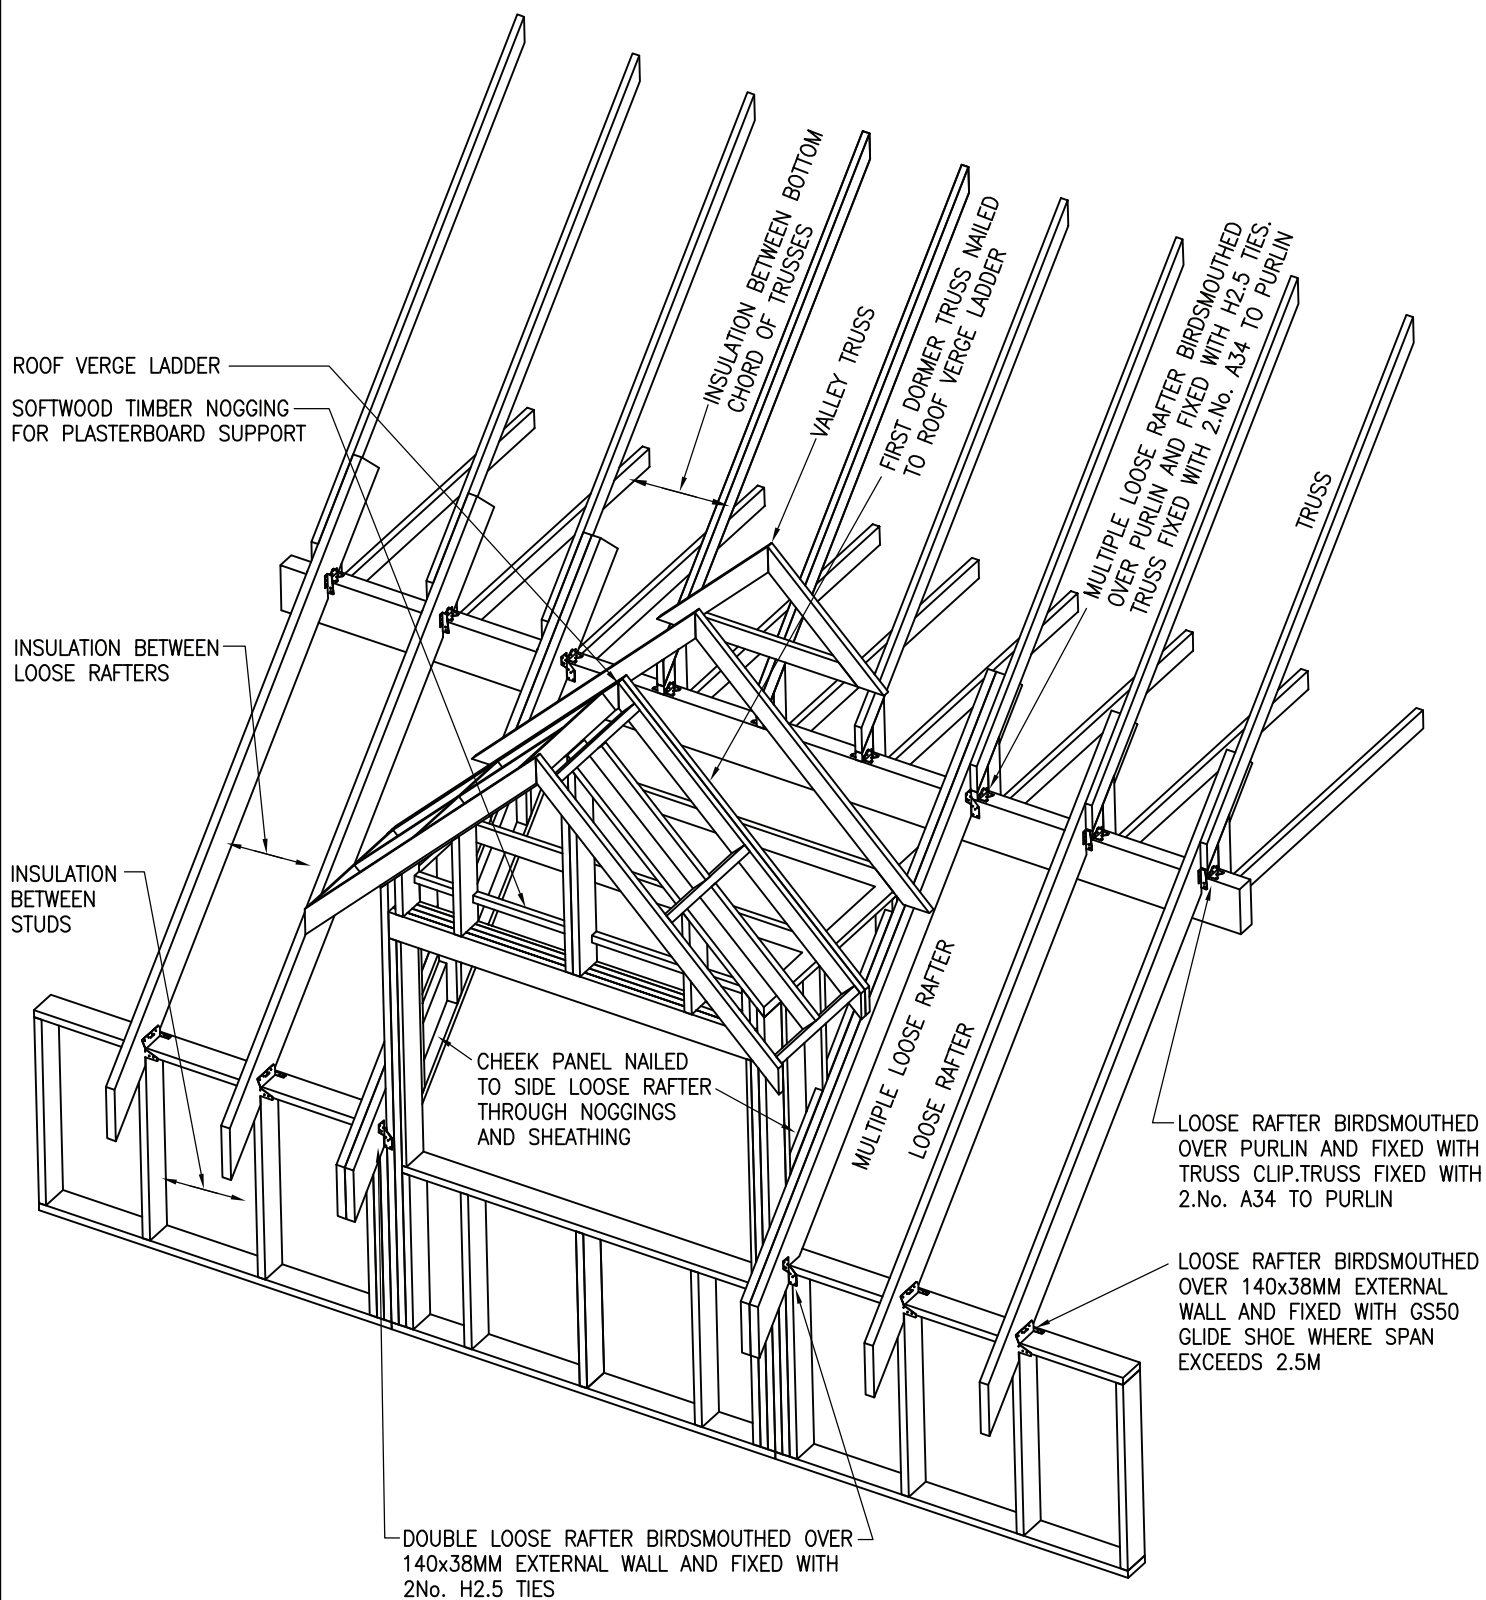 INSULATION BETWEEN BOTTOM
CHORD OF TRUSSES
VALLEY TRUSS
FIRST DORMER TRUSS NAILED
TO ROOF VERGE LADDER
MULTIPLE LOOSE RAFTER BIRDSMOUTHED
OVER PURLIN AND FIXED WITH H2.5 TIES.
TRUSS FIXED WITH 2.No. A34 TO PURLIN
TRUSS
ROOF VERGE LADDER
SOFTWOOD TIMBER NOGGING
FOR PLASTERBOARD SUPPORT
INSULATION BETWEEN
LOOSE RAFTERS
INSULATION
BETWEEN
STUDS
CHEEK PANEL NAILED
TO SIDE LOOSE RAFTER
THROUGH NOGGINGS
AND SHEATHING
MULTIPLE LOOSE RAFTER
LOOSE RAFTER
LOOSE RAFTER BIRDSMOUTHED
OVER PURLIN AND FIXED WITH
TRUSS CLIP.TRUSS FIXED WITH
2.No. A34 TO PURLIN
LOOSE RAFTER BIRDSMOUTHED
OVER 140x38MM EXTERNAL
WALL AND FIXED WITH GS50
GLIDE SHOE WHERE SPAN
EXCEEDS 2.5M
DOUBLE LOOSE RAFTER BIRDSMOUTHED OVER
140x38MM EXTERNAL WALL AND FIXED WITH
2No. H2.5 TIES